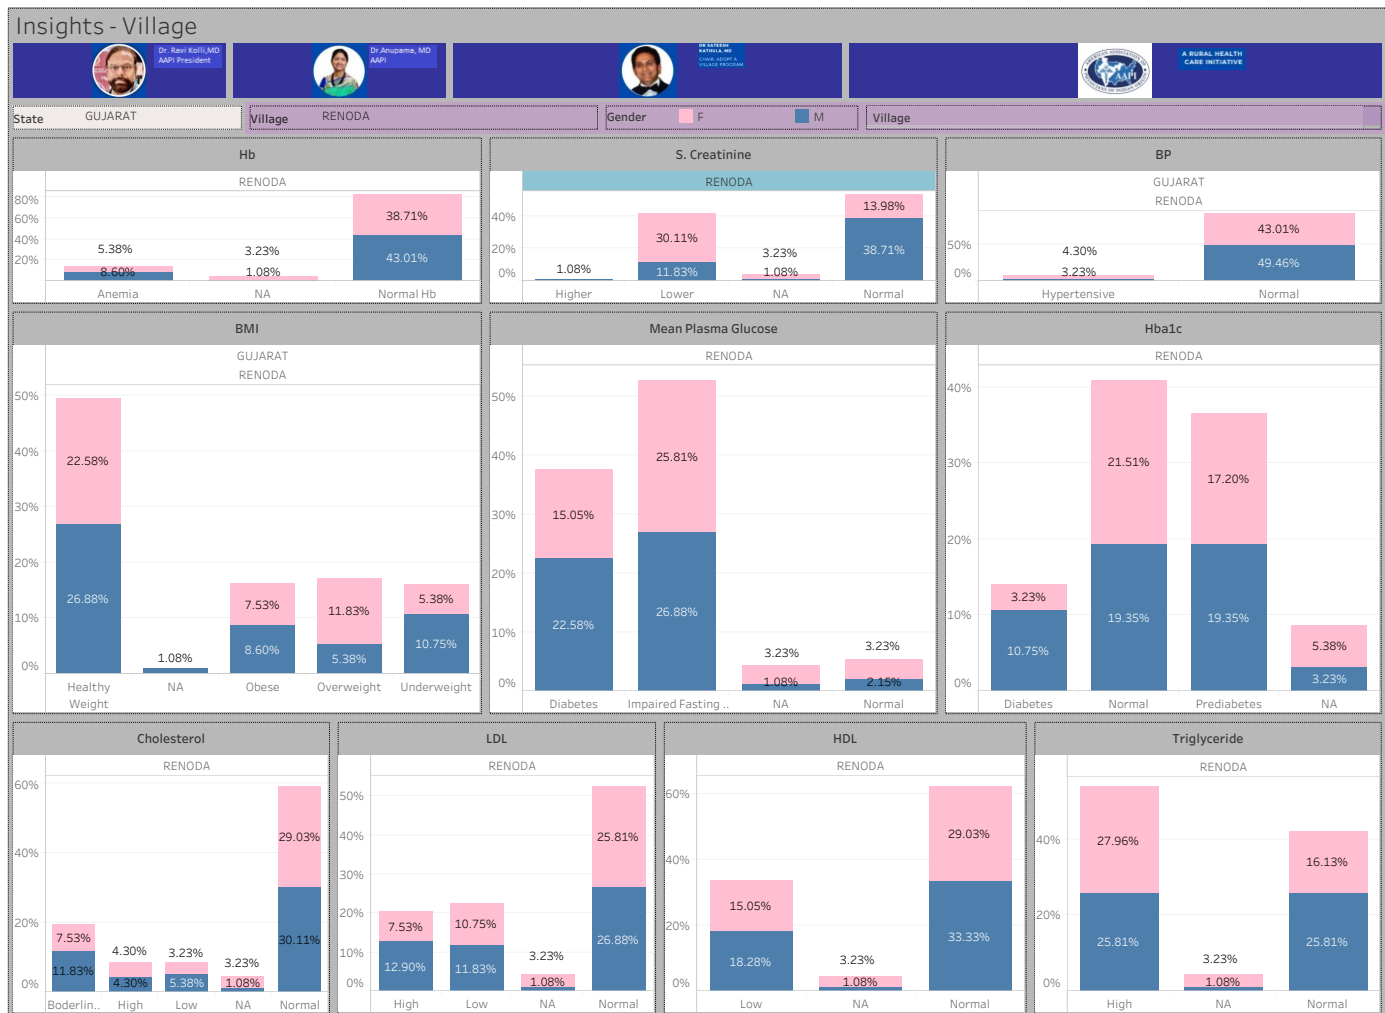 Insights - Village
Dr. Ravi Kolli,MD
AAPI President
Dr.Anupama, MD
AAPI
DR SATEESH
KATHULA, MD
CHAIR, ADOPT A
VILLAGE PROGRAM
AAPI
A RURAL HEALTH
CARE INITIATIVE
State GUJARAT
Village RENODA
Gender F M
Village
Hb
RENODA
80%
60%
40%
20%
5.38%
8.60%
3.23%
1.08%
38.71%
43.01%
Anemia NA Normal Hb
S. Creatinine
RENODA
40%
20%
0%
1.08%
30.11%
11.83%
3.23%
1.08%
13.98%
38.71%
Higher Lower NA Normal
BP
GUJARAT
RENODA
50%
0%
4.30%
3.23%
43.01%
49.46%
Hypertensive Normal
BMI
GUJARAT
RENODA
50%
40%
30%
20%
10%
0%
22.58%
26.88%
1.08%
7.53%
8.60%
11.83%
5.38%
5.38%
10.75%
Healthy Weight NA Obese Overweight Underweight
Mean Plasma Glucose
RENODA
50%
40%
30%
20%
10%
0%
15.05%
22.58%
25.81%
26.88%
3.23%
1.08%
3.23%
2.15%
Diabetes Impaired Fasting .. NA Normal
Hba1c
RENODA
40%
30%
20%
10%
0%
3.23%
10.75%
21.51%
19.35%
17.20%
19.35%
5.38%
3.23%
Diabetes Normal Prediabetes NA
Cholesterol
RENODA
60%
40%
20%
0%
7.53%
11.83%
4.30%
4.30%
3.23%
5.38%
3.23%
1.08%
29.03%
30.11%
Boderlin.. High Low NA Normal
LDL
RENODA
50%
40%
30%
20%
10%
0%
7.53%
12.90%
10.75%
11.83%
3.23%
1.08%
25.81%
26.88%
High Low NA Normal
HDL
RENODA
60%
40%
20%
0%
15.05%
18.28%
3.23%
1.08%
29.03%
33.33%
Low NA Normal
Triglyceride
RENODA
40%
20%
0%
27.96%
25.81%
3.23%
1.08%
16.13%
25.81%
High NA Normal